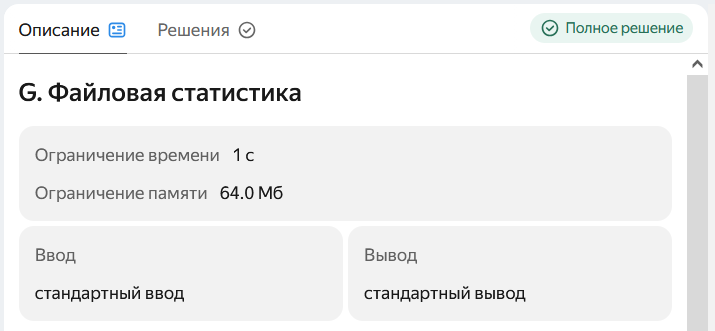 Описание Решения Полное решение
G. Файловая статистика
Ограничение времени 1 с
Ограничение памяти 64.0 Мб
Ввод Вывод
стандартный ввод стандартный вывод